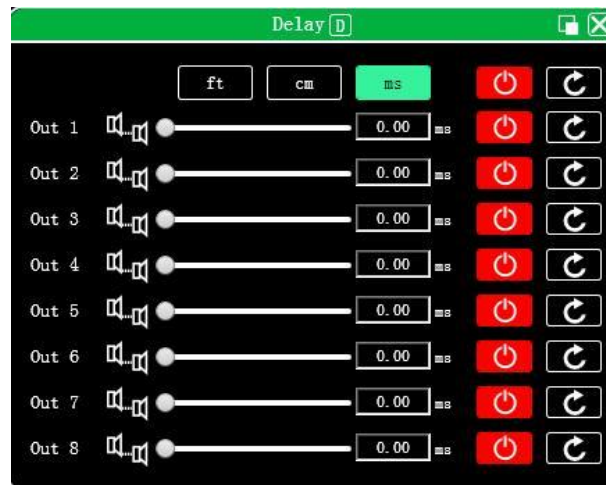 Delay D
ft cm ms
Out 1 0.00 ms
Out 2 0.00 ms
Out 3 0.00 ms
Out 4 0.00 ms
Out 5 0.00 ms
Out 6 0.00 ms
Out 7 0.00 ms
Out 8 0.00 ms